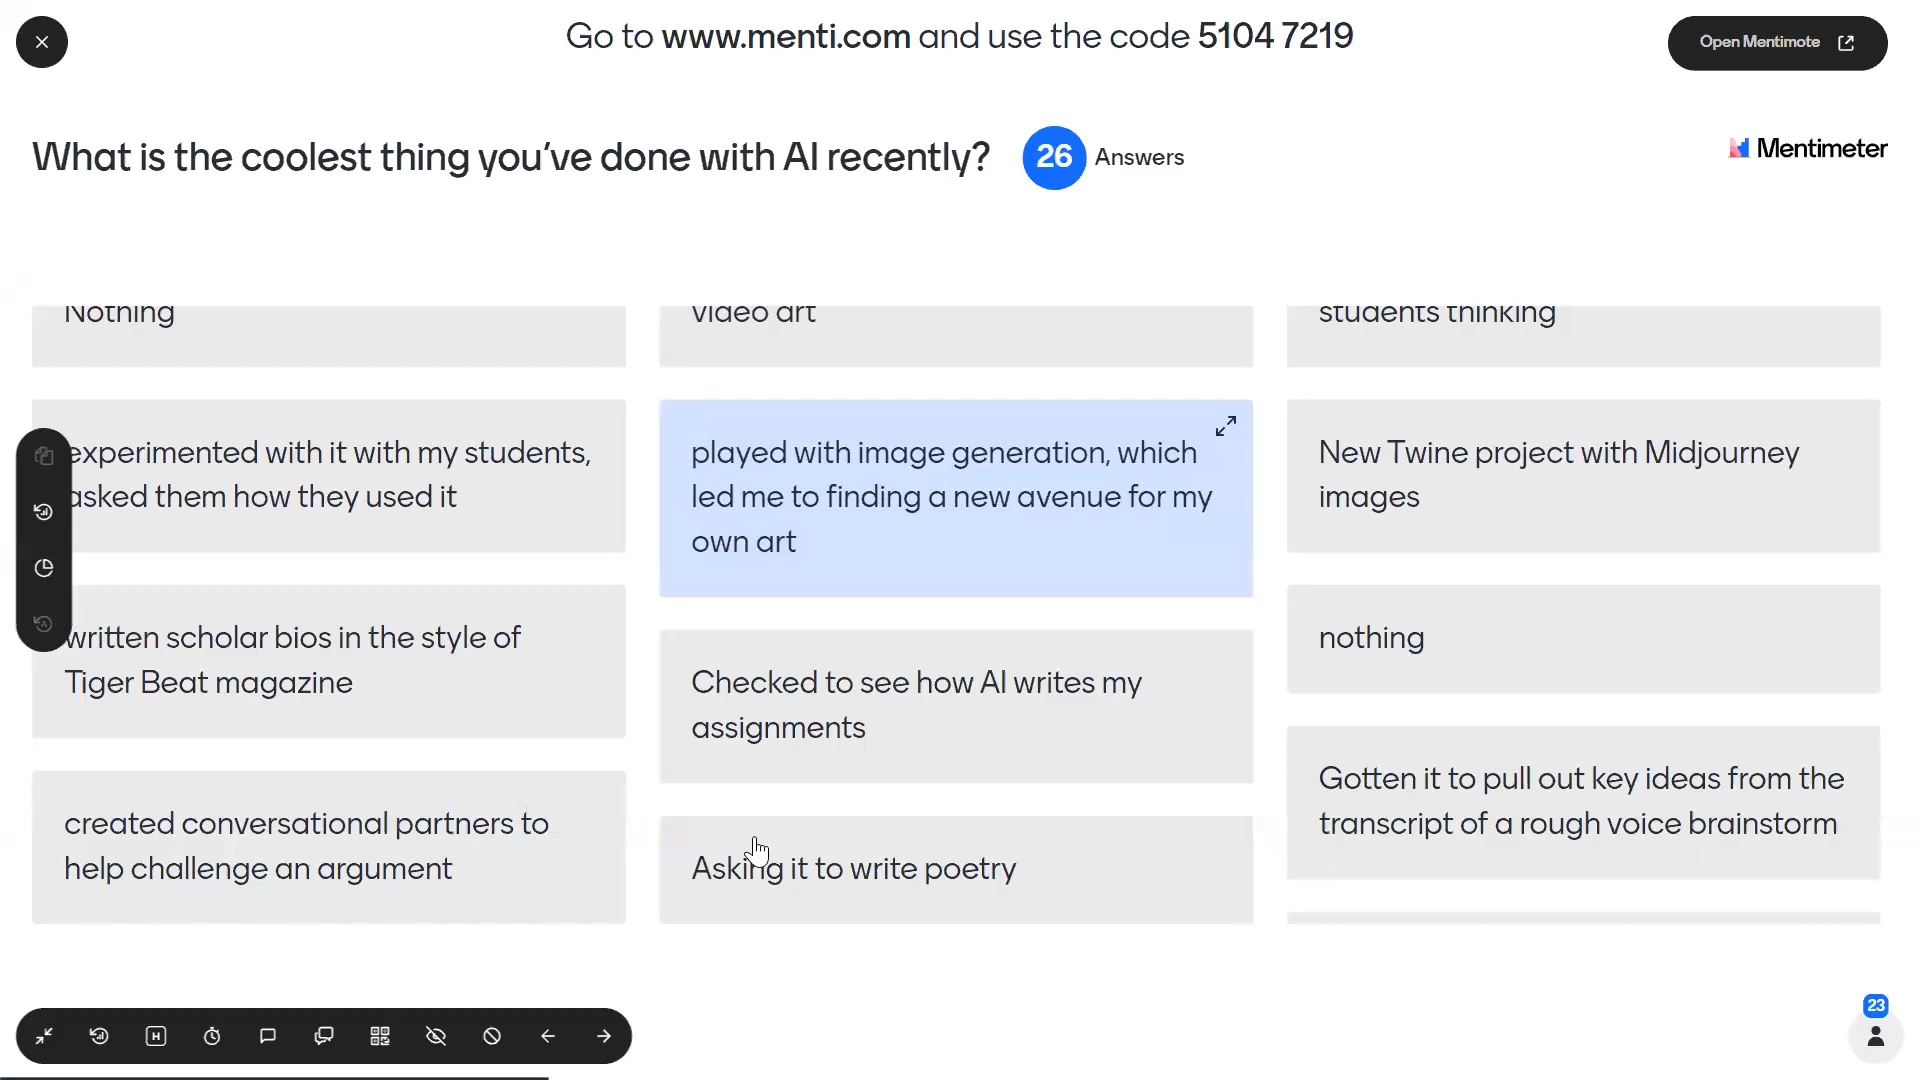 Go to www.menti.com and use the code 5104 7219
Open Mentimote
What is the coolest thing you've done with AI recently?
26
Answers
Mentimeter
Nothing
experimented with it with my students,
asked them how they used it
written scholar bios in the style of
Tiger Beat magazine
created conversational partners to
help challenge an argument
video art
played with image generation, which
led me to finding a new avenue for my
own art
Checked to see how AI writes my
assignments
Asking it to write poetry
students thinking
New Twine project with Midjourney
images
nothing
Gotten it to pull out key ideas from the
transcript of a rough voice brainstorm
H
23